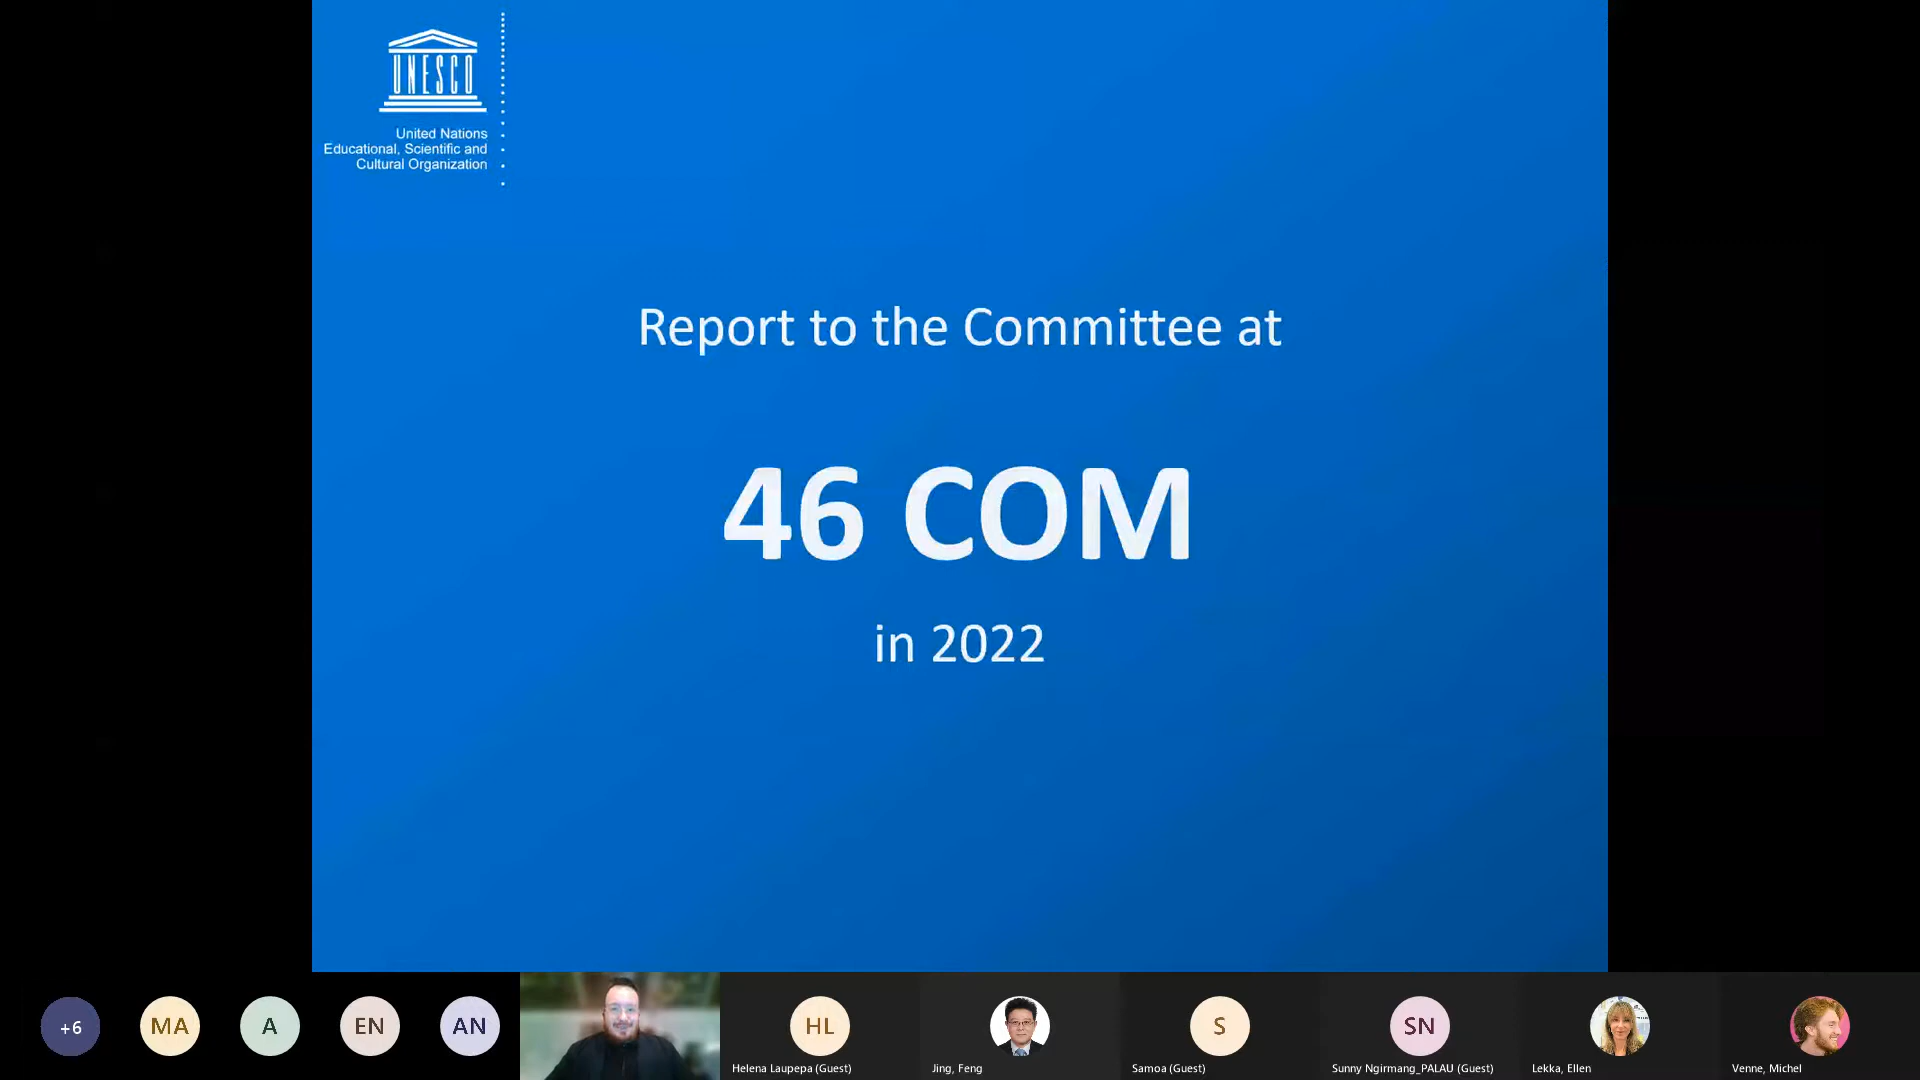 UNESCO
United Nations
Educational, Scientific and
Cultural Organization
Report to the Committee at
46 COM
in 2022
+6
MA
A
EN
AN
HL
S
SN
Helena Laupepa (Guest)
Jing, Feng
Samoa (Guest)
Sunny Ngirmang_PALAU (Guest)
Lekka, Ellen
Venne, Michel